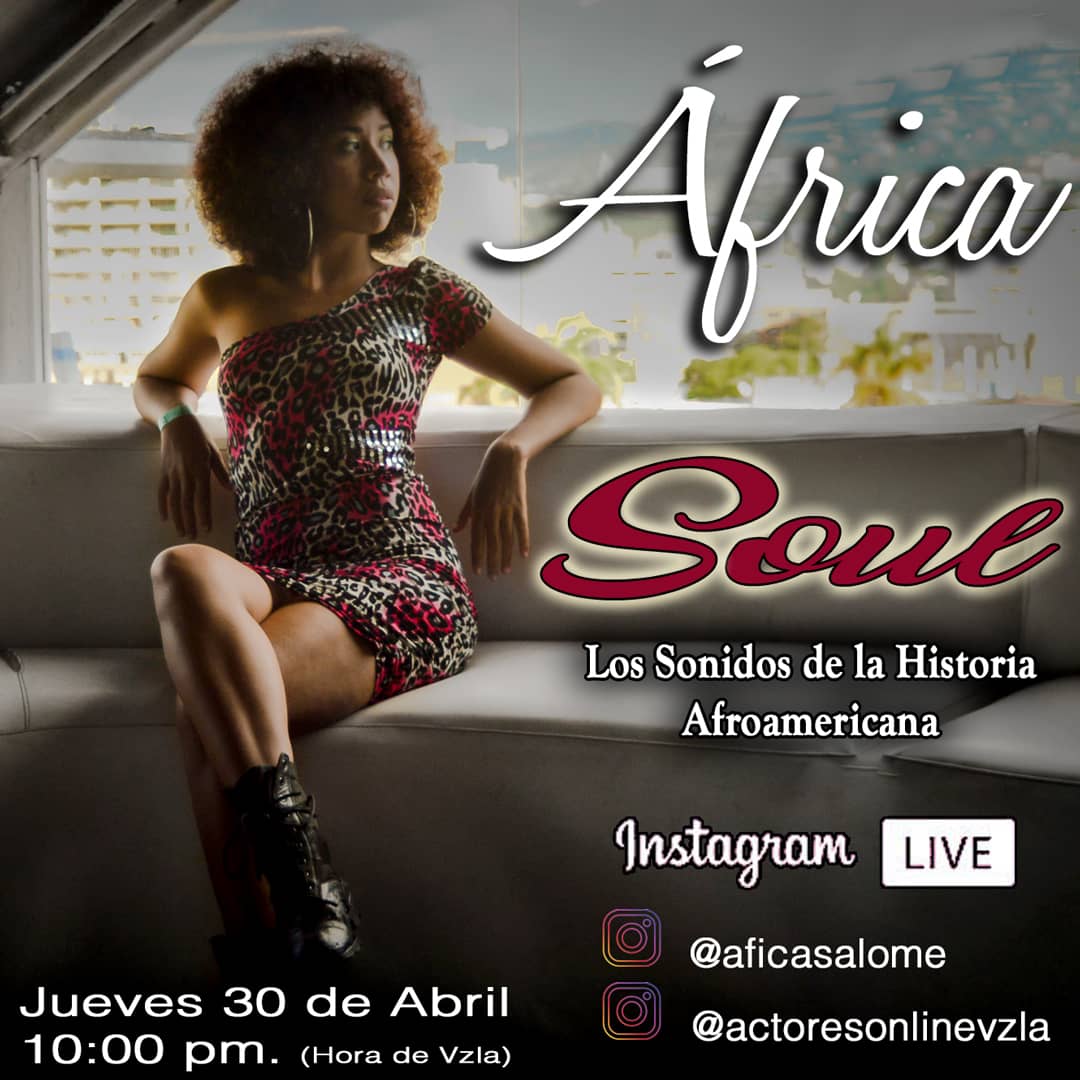 África
Soul
Los Sonidos de la Historia
Afroamericana
Instagram LIVE
@aficasalome
@actoresonlinevzla
Jueves 30 de Abril
10:00 pm. (Hora de Vzla)